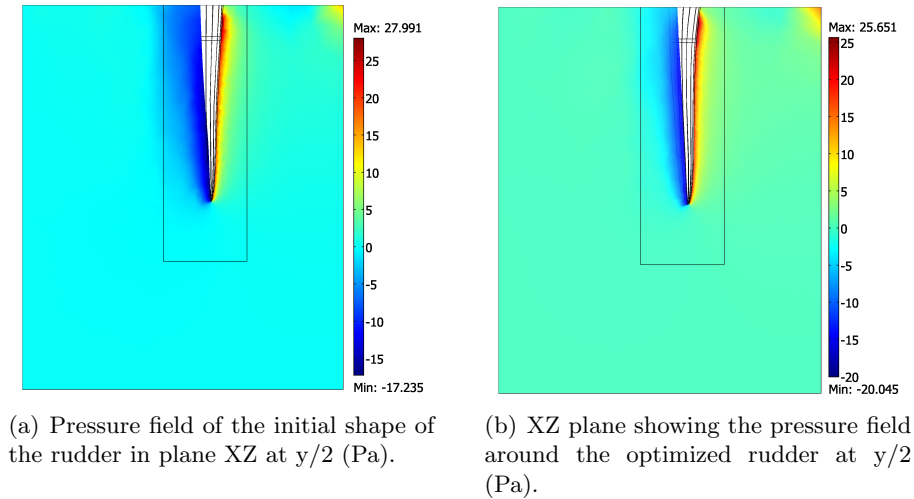 Max: 27.991
25
20
15
10
5
0
-5
-10
-15
Min: -17.235
Max: 25.651
25
20
15
10
5
0
-5
-10
-15
-20
Min: -20.045
(a) Pressure field of the initial shape of
the rudder in plane XZ at y/2 (Pa).
(b) XZ plane showing the pressure field
around the optimized rudder at y/2
(Pa).